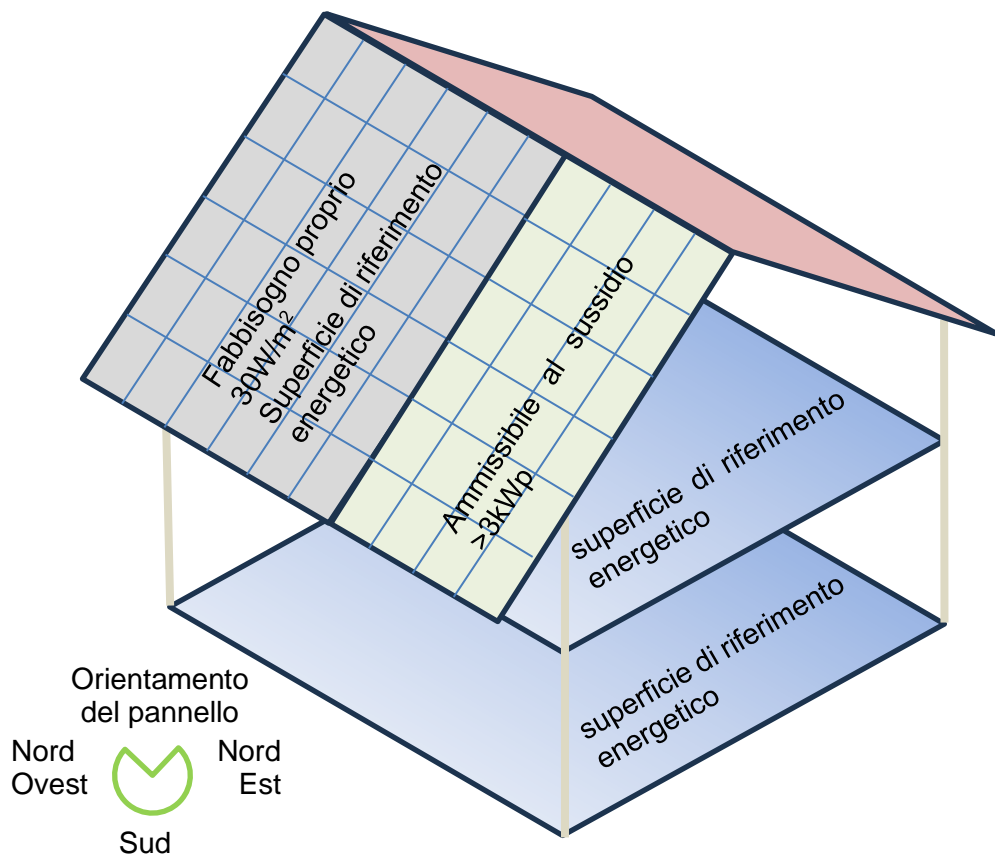 Fabbisogno proprio
30W/m²
Superficie di riferimento
energetico
Ammissibile al sussidio
>3kWp
superficie di riferimento
energetico
superficie di riferimento
energetico
Orientamento
del pannello
Nord
Ovest
Nord
Est
Sud